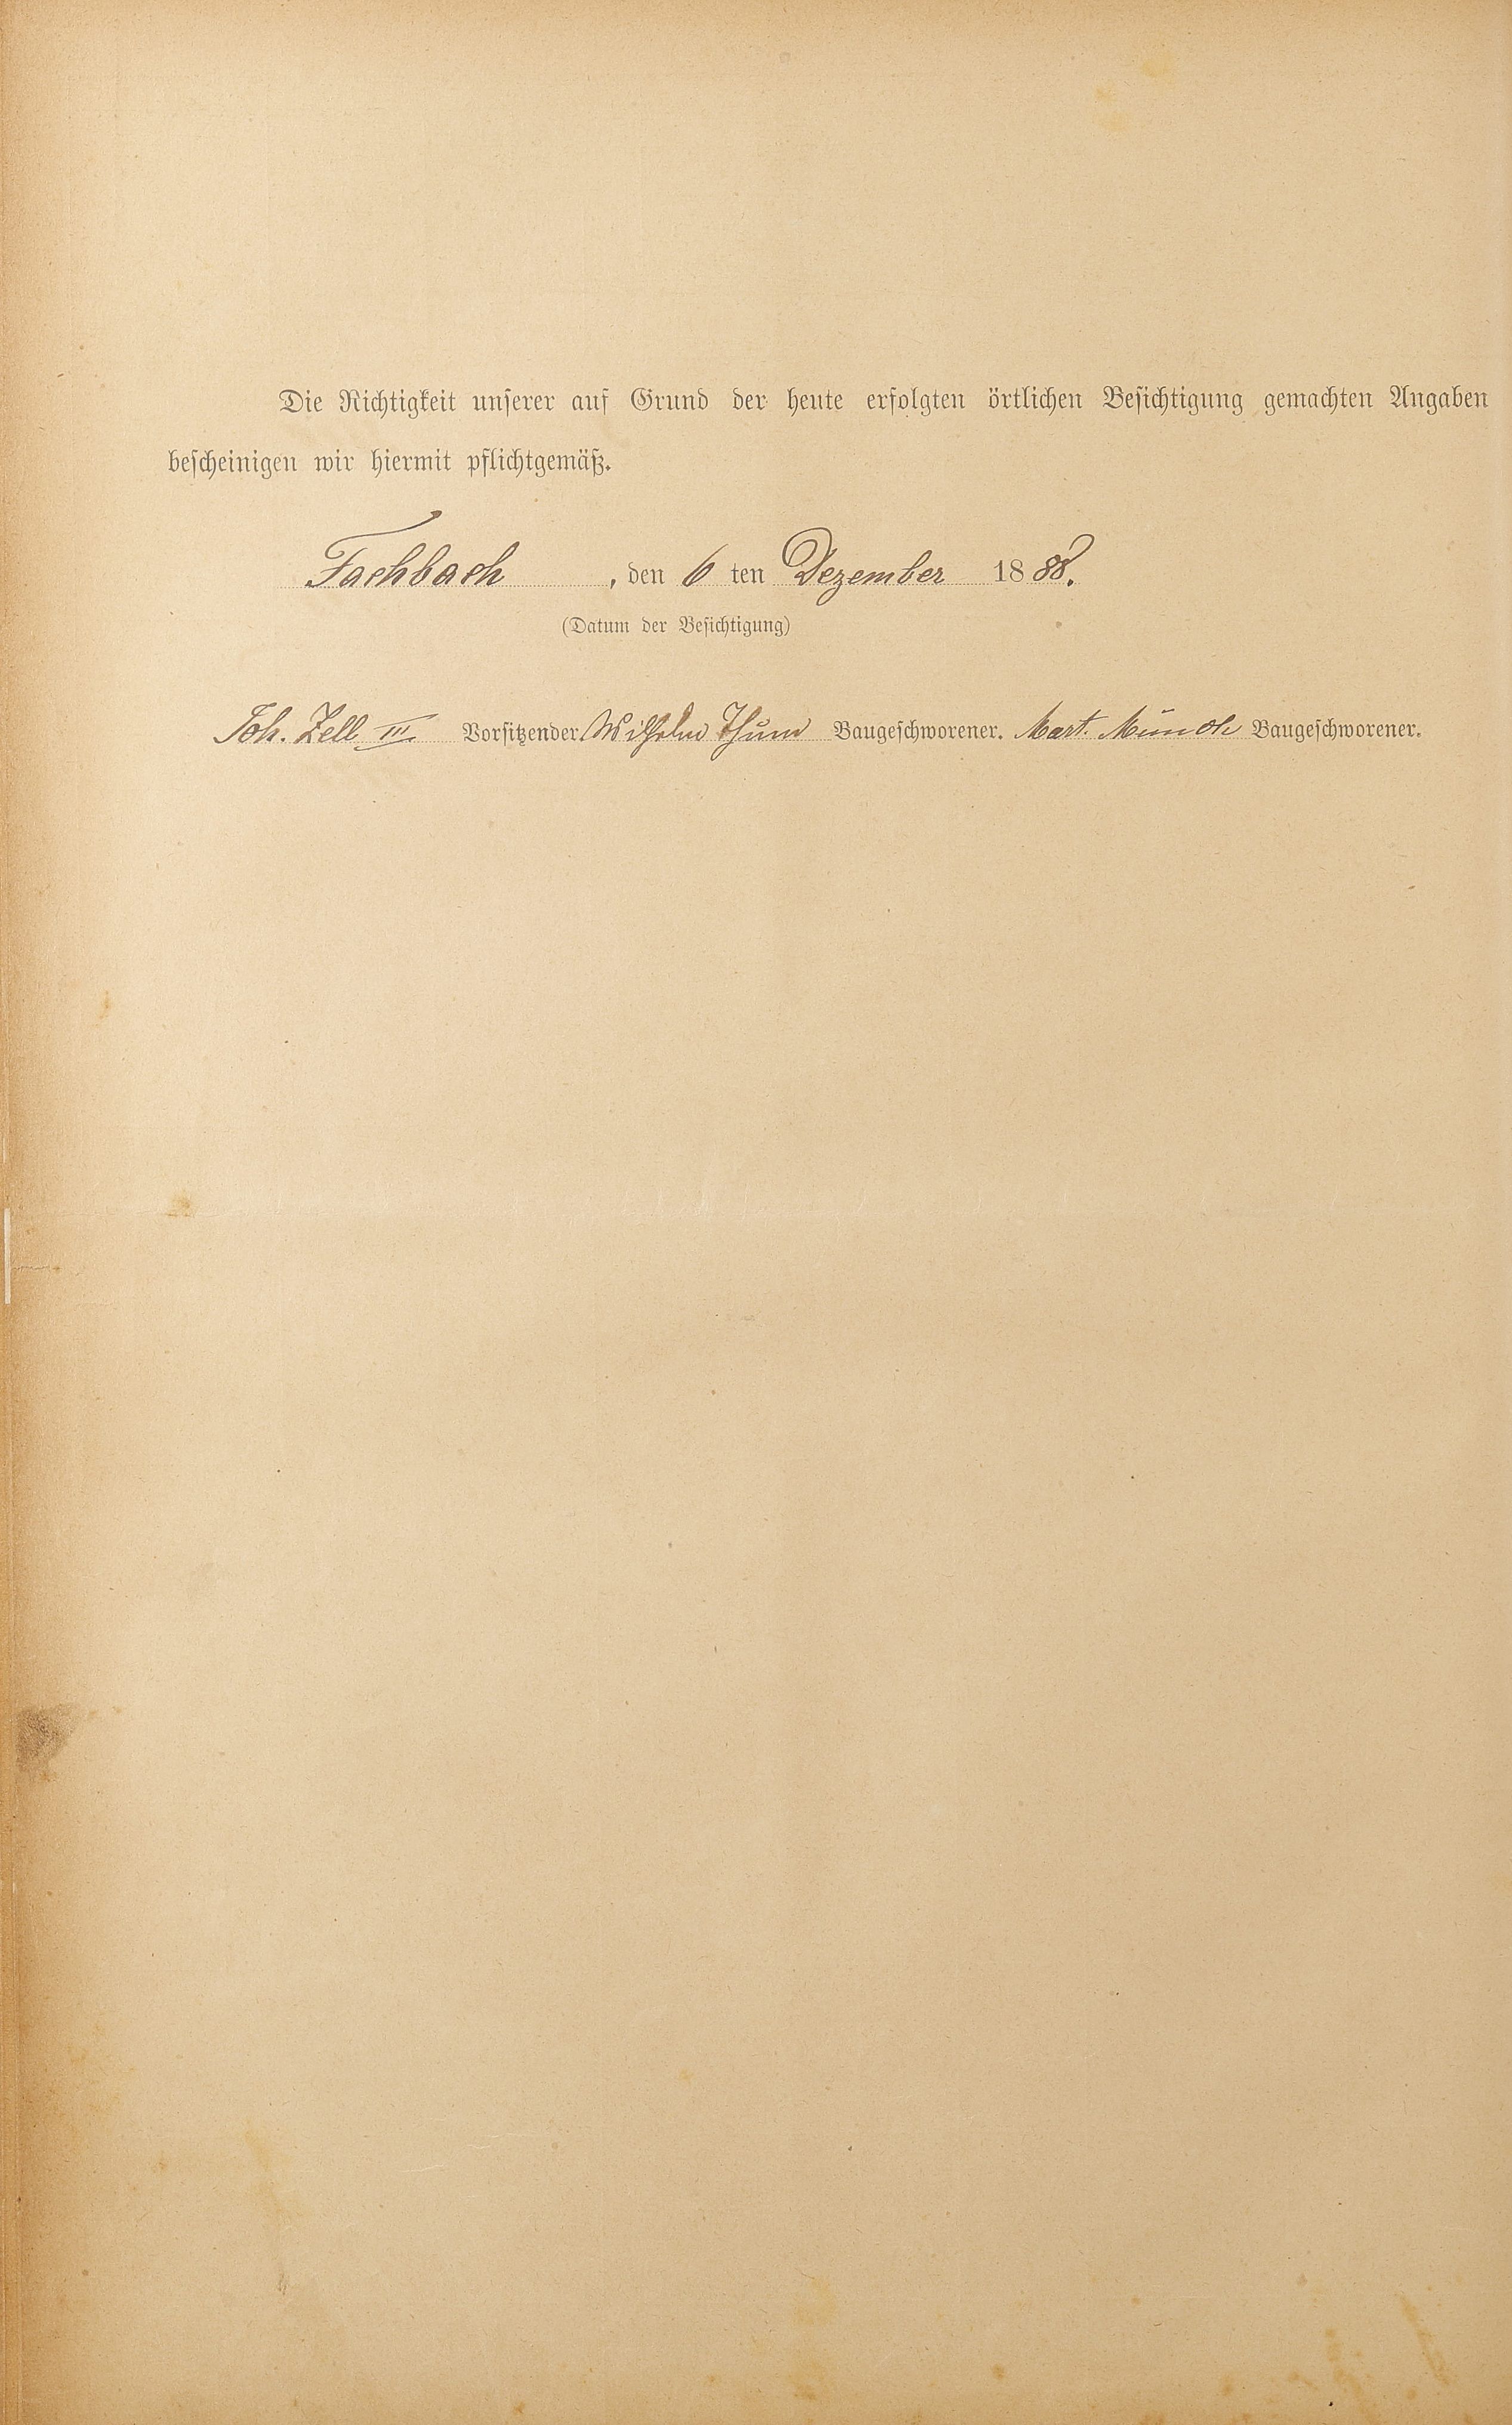 Die Richtigkeit unserer auf Grund der heute erfolgten örtlichen Besichtigung gemachten Angaben
bescheinigen wir hiermit pflichtgemäß.
Fachbach, den 6 ten Dezember 1888.
(Datum der Besichtigung)
Joh. Zell III. Vorsitzender Wilhelm Thum Baugeschworener. Mart. Münch Baugeschworener.